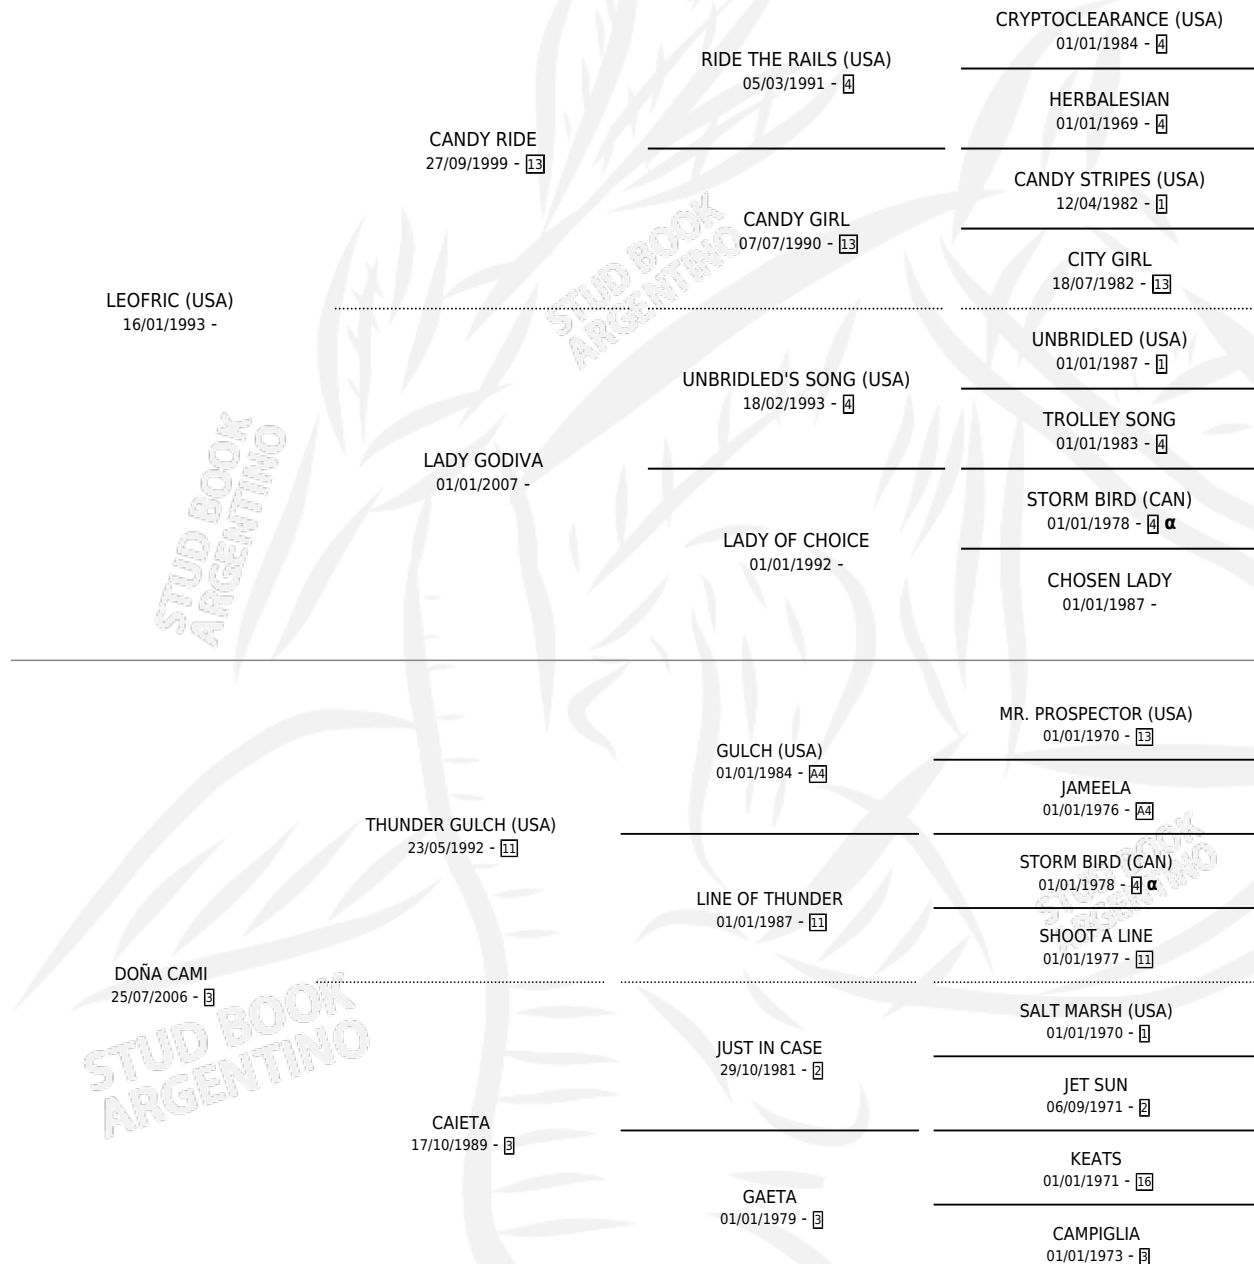 CRYPTOCLEARANCE (USA)
01/01/1984 - 4
RIDE THE RAILS (USA)
05/03/1991 - 4
HERBALESIAN
01/01/1969 - 4
CANDY RIDE
27/09/1999 - 13
CANDY STRIPES (USA)
12/04/1982 - 1
CANDY GIRL
07/07/1990 - 13
CITY GIRL
18/07/1982 - 13
LEOFRIC (USA)
16/01/1993 -
STUD BOOK
ARGENTINO
UNBRIDLED (USA)
01/01/1987 - 1
UNBRIDLED'S SONG (USA)
18/02/1993 - 4
TROLLEY SONG
01/01/1983 - 4
LADY GODIVA
01/01/2007 -
STORM BIRD (CAN)
01/01/1978 - 4 α
LADY OF CHOICE
01/01/1992 -
CHOSEN LADY
01/01/1987 -
STUD BOOK
ARGENTINO
MR. PROSPECTOR (USA)
01/01/1970 - 13
GULCH (USA)
01/01/1984 - A4
JAMEELA
01/01/1976 - A4
THUNDER GULCH (USA)
23/05/1992 - 11
STORM BIRD (CAN)
01/01/1978 - 4 α
STUD BOOK
ARGENTINO
LINE OF THUNDER
01/01/1987 - 11
SHOOT A LINE
01/01/1977 - 11
DOÑA CAMI
25/07/2006 - 3
STUD BOOK
ARGENTINO
SALT MARSH (USA)
01/01/1970 - 1
JUST IN CASE
29/10/1981 - 2
JET SUN
06/09/1971 - 2
CAIETA
17/10/1989 - 3
KEATS
01/01/1971 - 16
GAETA
01/01/1979 - 3
CAMPIGLIA
01/01/1973 - 3